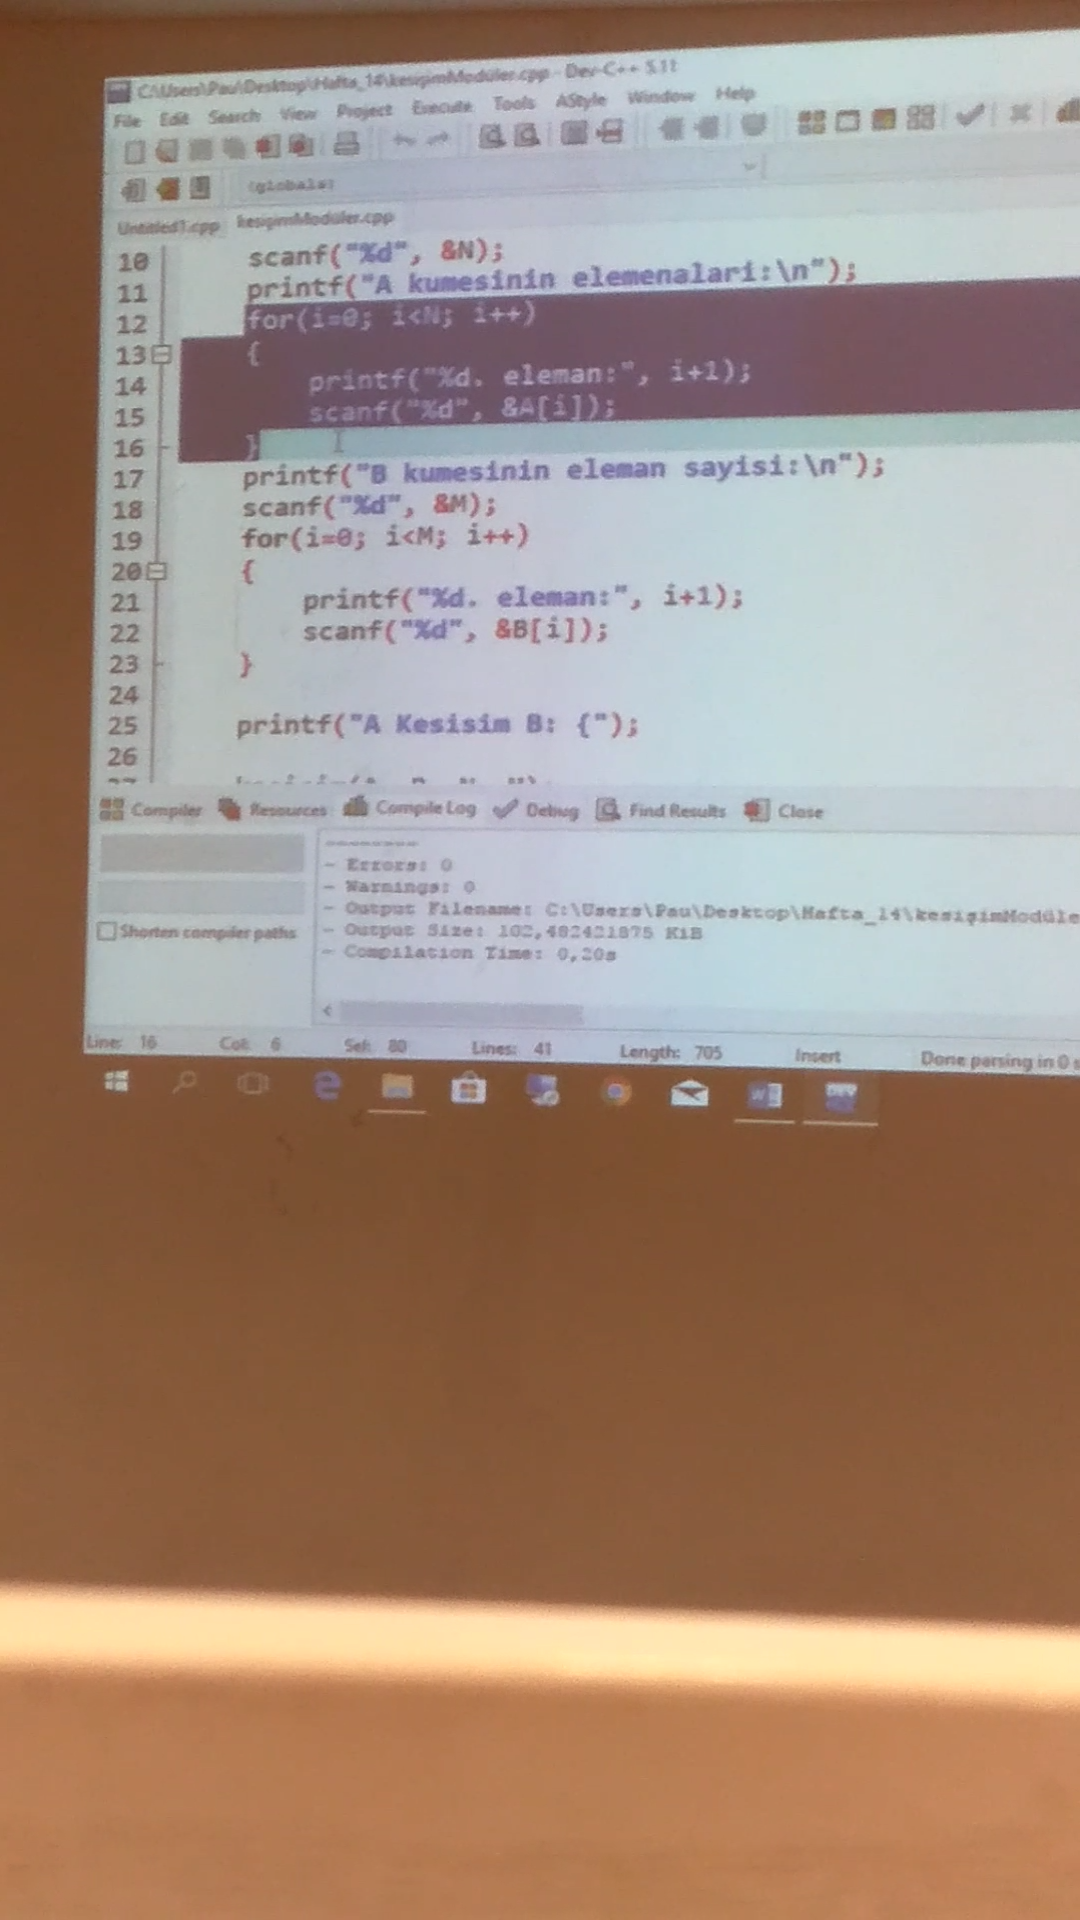 C:\Users\Pau\Desktop\Hafta_14\kesişimModüler.cpp - Dev-C++ 5.11
File Edit Search View Project Execute Tools AStyle Window Help
(globals)
Untitled1.cpp kesişimModüler.cpp
10 scanf("%d", &N);
11 printf("A kumesinin elemenalari:\n");
12 for(i=0; i<N; i++)
13 {
14 printf("%d. eleman:", i+1);
15 scanf("%d", &A[i]);
16 }
17 printf("B kumesinin eleman sayisi:\n");
18 scanf("%d", &M);
19 for(i=0; i<M; i++)
20 {
21 printf("%d. eleman:", i+1);
22 scanf("%d", &B[i]);
23 }
24
25 printf("A Kesisim B: {");
26
Compiler Resources Compile Log Debug Find Results Close
--------
- Errors: 0
- Warnings: 0
- Output Filename: C:\Users\Pau\Desktop\Hafta_14\kesişimModüle
- Output Size: 102,482421875 KiB
- Compilation Time: 0,20s
Shorten compiler paths
Line: 16 Col: 6 Sel: 80 Lines: 41 Length: 705 Insert Done parsing in 0 s
DEV